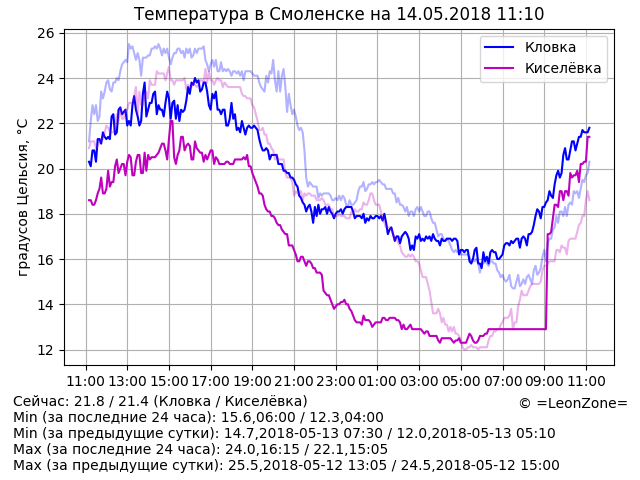 Температура в Смоленске на 14.05.2018 11:10
26
24
22
20
18
16
14
12
градусов Цельсия, °C
Кловка
Киселёвка
11:00 13:00 15:00 17:00 19:00 21:00 23:00 01:00 03:00 05:00 07:00 09:00 11:00
© =LeonZone=
Сейчас: 21.8 / 21.4 (Кловка / Киселёвка)
Min (за последние 24 часа): 15.6,06:00 / 12.3,04:00
Min (за предыдущие сутки): 14.7,2018-05-13 07:30 / 12.0,2018-05-13 05:10
Max (за последние 24 часа): 24.0,16:15 / 22.1,15:05
Max (за предыдущие сутки): 25.5,2018-05-12 13:05 / 24.5,2018-05-12 15:00